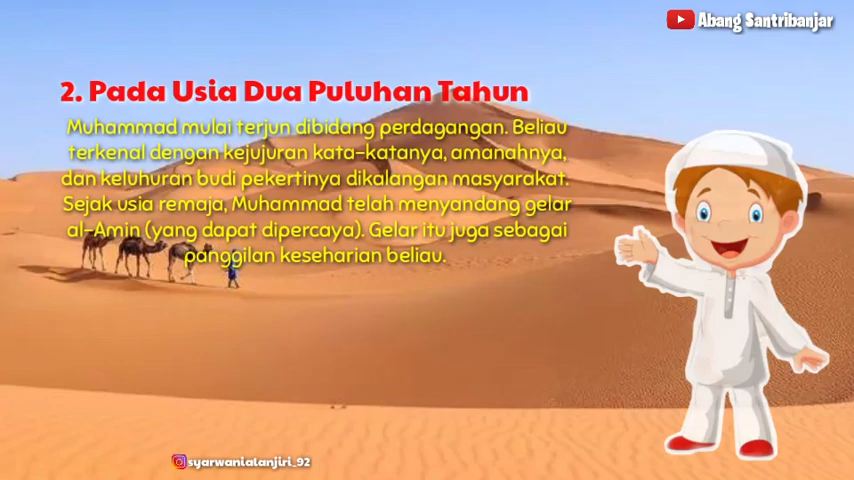 Abang Santribanjar
2. Pada Usia Dua Puluhan Tahun
Muhammad mulai terjun dibidang perdagangan. Beliau
terkenal dengan kejujuran kata-katanya, amanahnya,
dan keluhuran budi pekertinya dikalangan masyarakat.
Sejak usia remaja, Muhammad telah menyandang gelar
al-Amin (yang dapat dipercaya). Gelar itu juga sebagai
panggilan keseharian beliau.
syarwanialanjiri_92